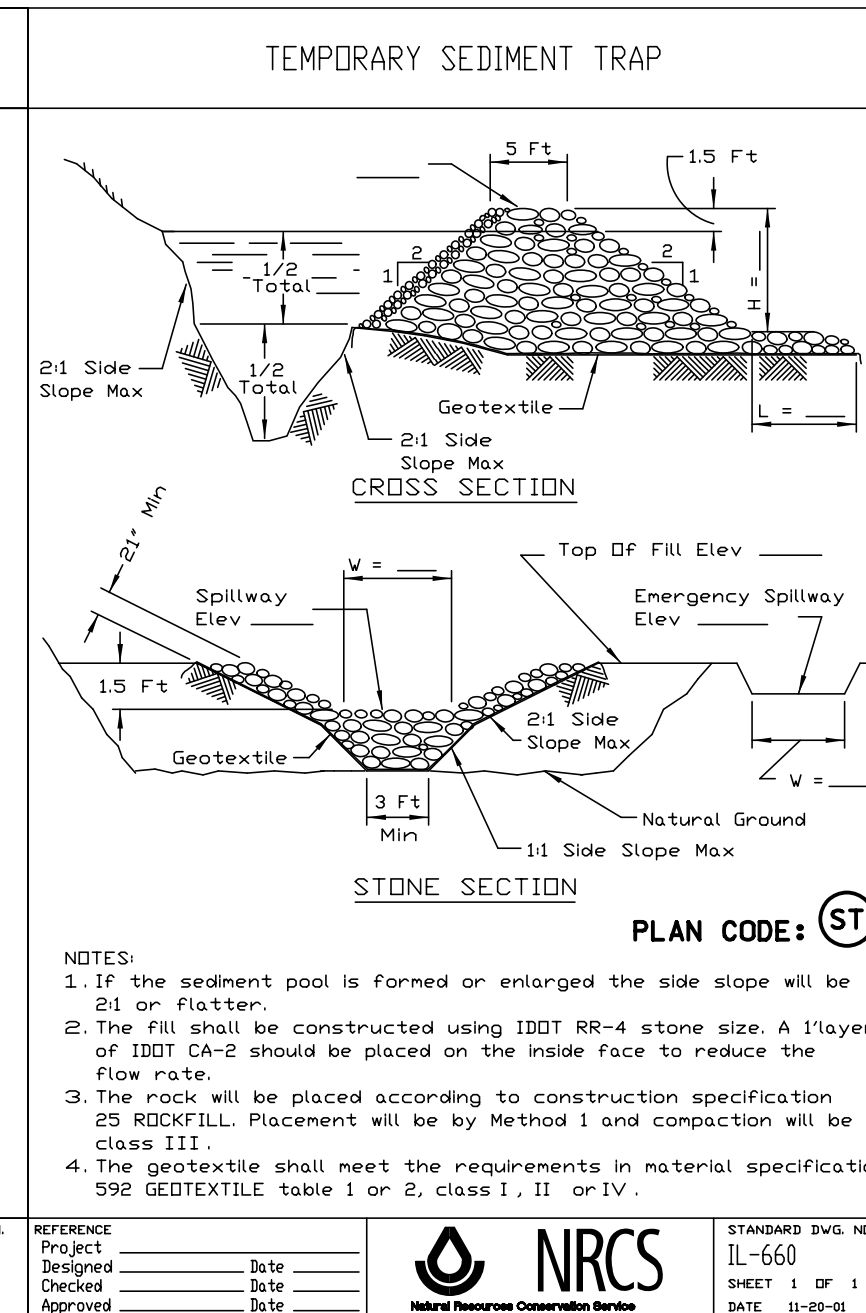 TEMPORARY SEDIMENT TRAP
5 Ft
1.5 Ft
2
1
2
1
1/2
Total
H =
1/2
Total
2:1 Side
Slope Max
Geotextile
L =
2:1 Side
Slope Max
CROSS SECTION
21" Min
W =
Top Of Fill Elev
Spillway
Elev
Emergency Spillway
Elev
1.5 Ft
2:1 Side
Slope Max
Geotextile
W =
3 Ft
Min
Natural Ground
1:1 Side Slope Max
STONE SECTION
PLAN CODE: ST
NOTES:
1. If the sediment pool is formed or enlarged the side slope will be
2:1 or flatter.
2. The fill shall be constructed using IDOT RR-4 stone size. A 1'layer
of IDOT CA-2 should be placed on the inside face to reduce the
flow rate.
3. The rock will be placed according to construction specification
25 ROCKFILL. Placement will be by Method 1 and compaction will be
class III.
4. The geotextile shall meet the requirements in material
592 GEOTEXTILE table 1 or 2, class I, II or IV.
REFERENCE
Project
Designed Date
Checked Date
Approved Date
NRCS
Natural Resources Conservation Service
STANDARD DWG.
IL-660
SHEET 1 OF 1
DATE 11-20-01